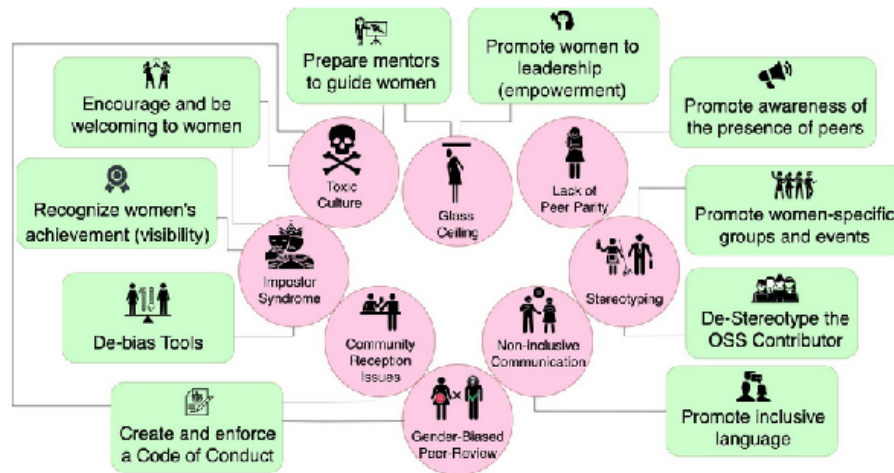 Prepare mentors
to guide women
Promote women to
leadership
(empowerment)
Encourage and be
welcoming to women
Promote awareness of
the presence of peers
Toxic
Culture
Glass
Ceiling
Lack of
Peer Parity
Recognize women's
achievement (visibility)
Promote women-specific
groups and events
Impostor
Syndrome
Stereotyping
De-bias Tools
Community
Reception
Issues
Non-inclusive
Communication
De-Stereotype the
OSS Contributor
Create and enforce
a Code of Conduct
Gender-Biased
Peer-Review
Promote inclusive
language